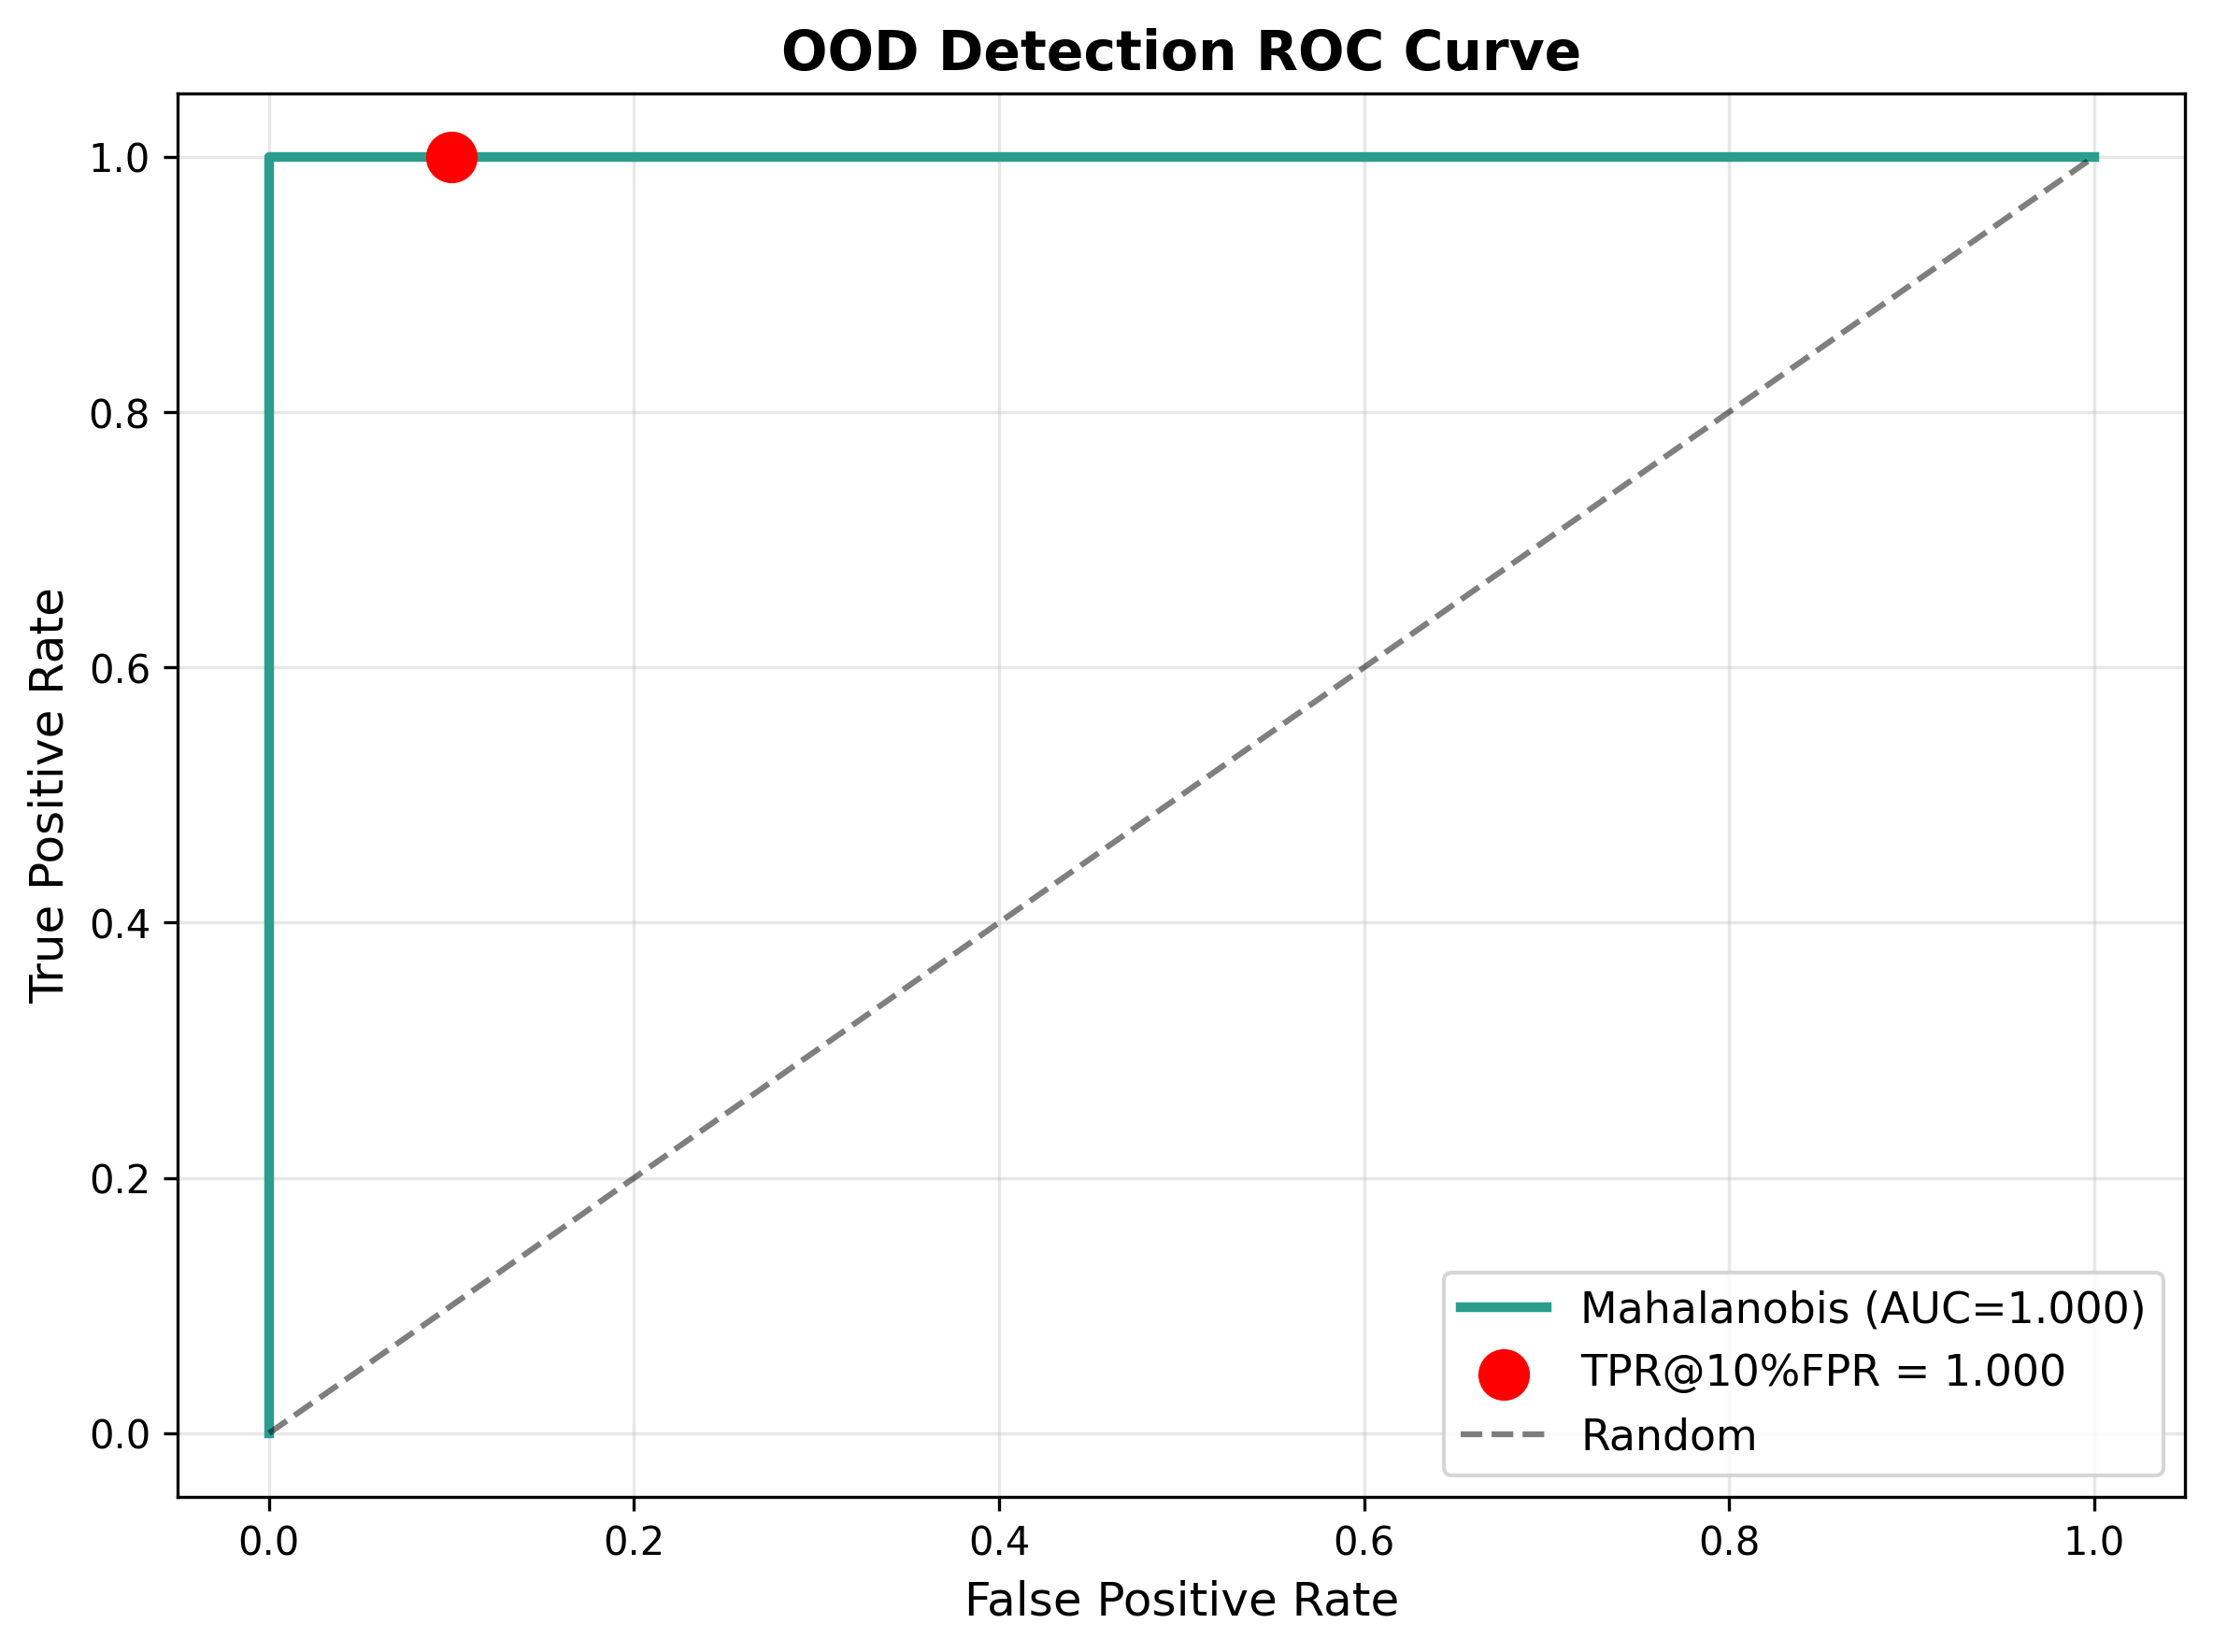 OOD Detection ROC Curve
True Positive Rate
1.0
0.8
0.6
0.4
0.2
0.0
0.0 0.2 0.4 0.6 0.8 1.0
False Positive Rate
Mahalanobis (AUC=1.000)
TPR@10%FPR = 1.000
Random